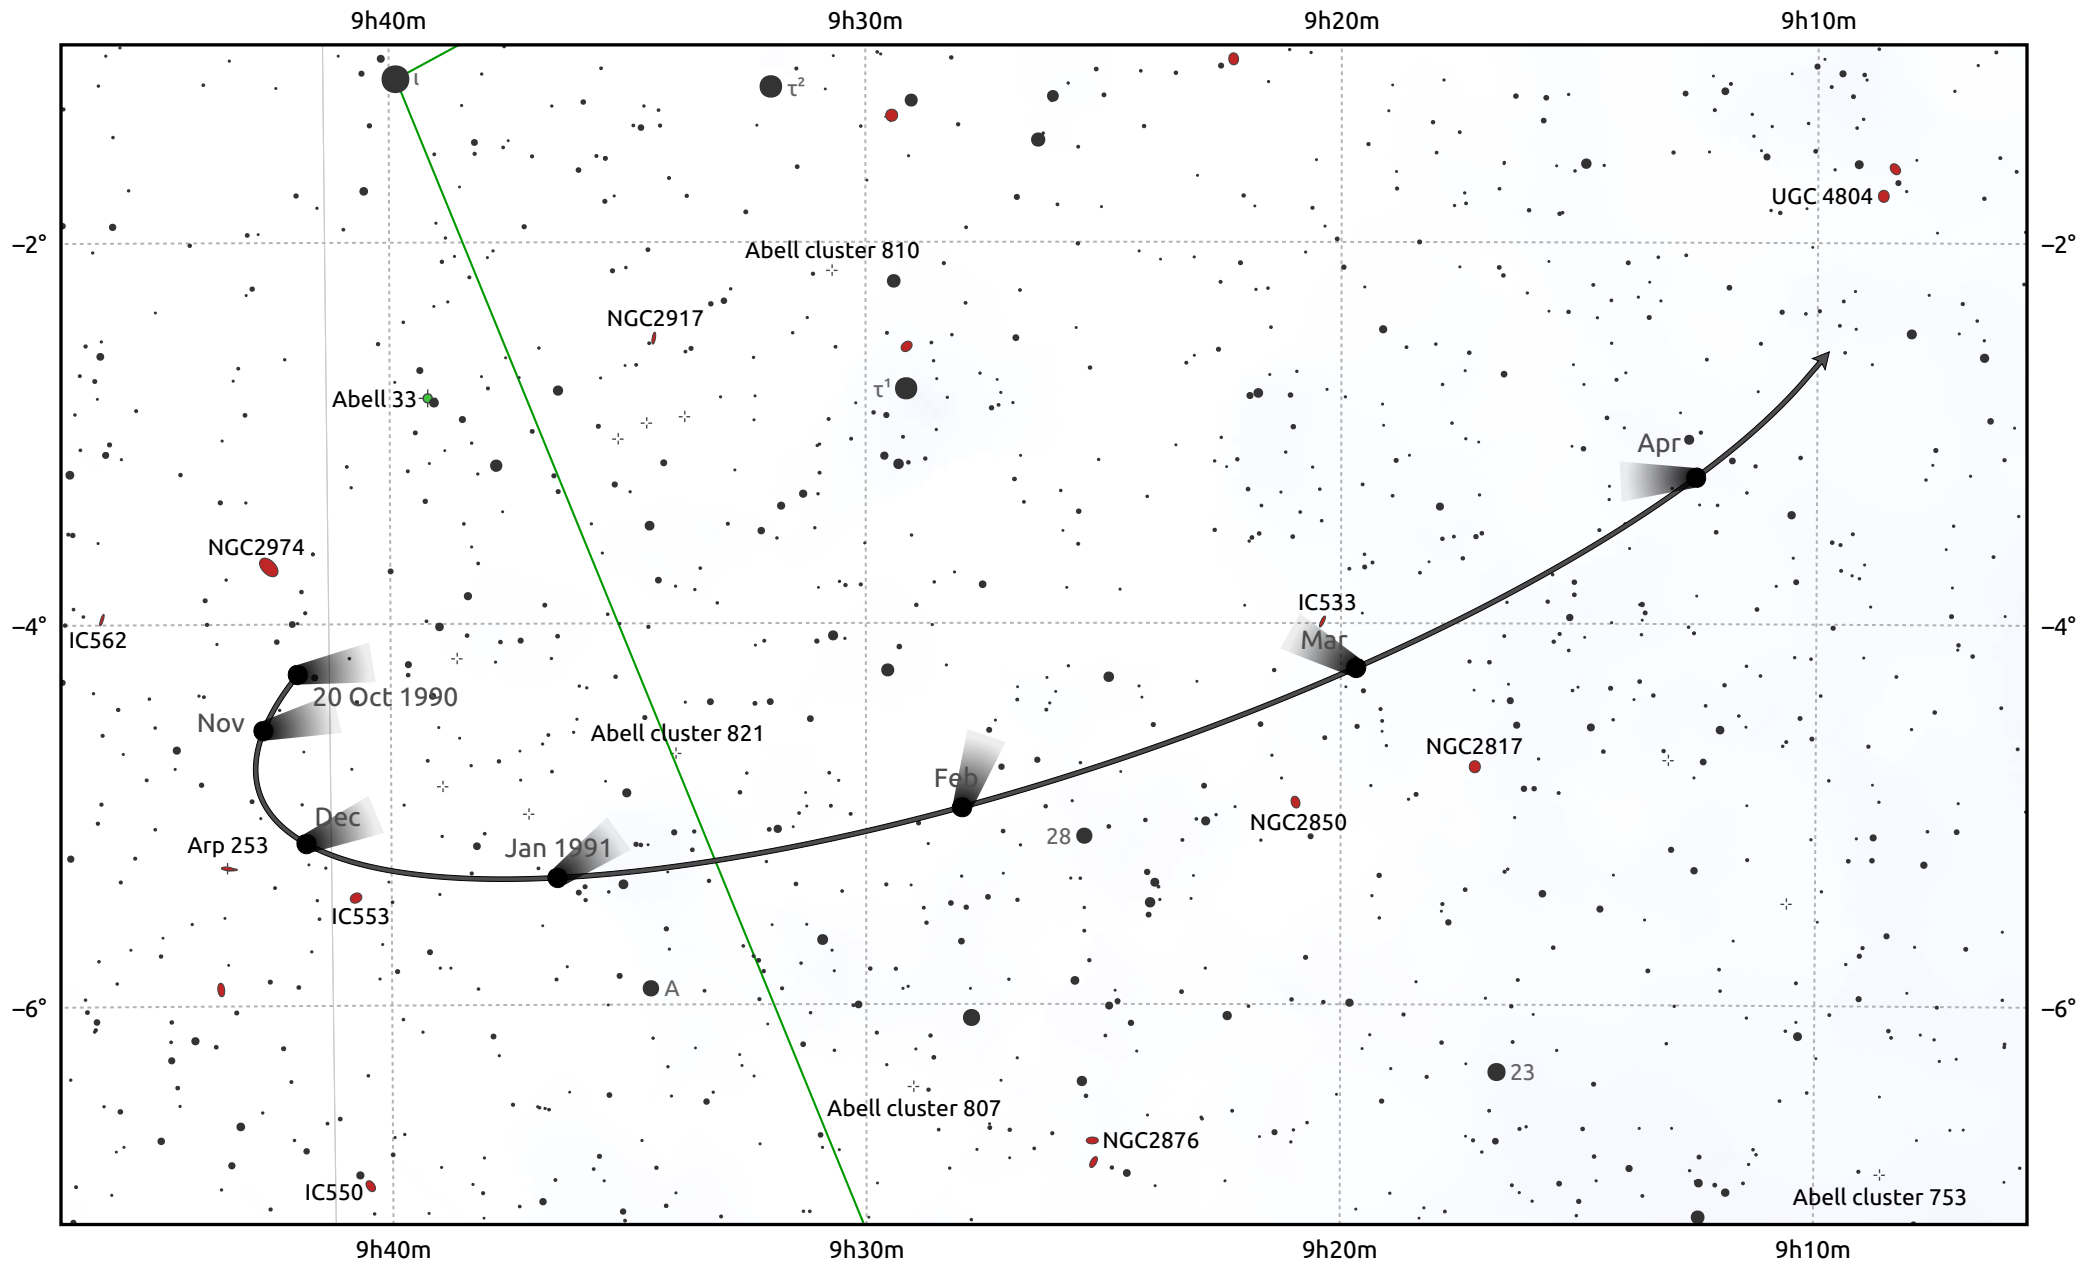 9h40m 9h30m 9h20m 9h10m
ι
τ²
UGC 4804
−2° −2°
Abell cluster 810
NGC2917
τ¹
Abell 33
Apr
NGC2974
IC533
−4° −4°
IC562
Mar
20 Oct 1990
Nov
Abell cluster 821
NGC2817
Feb
Dec
NGC2850
28
Arp 253
Jan 1991
IC553
A
−6° −6°
23
Abell cluster 807
NGC2876
IC550
Abell cluster 753
9h40m 9h30m 9h20m 9h10m